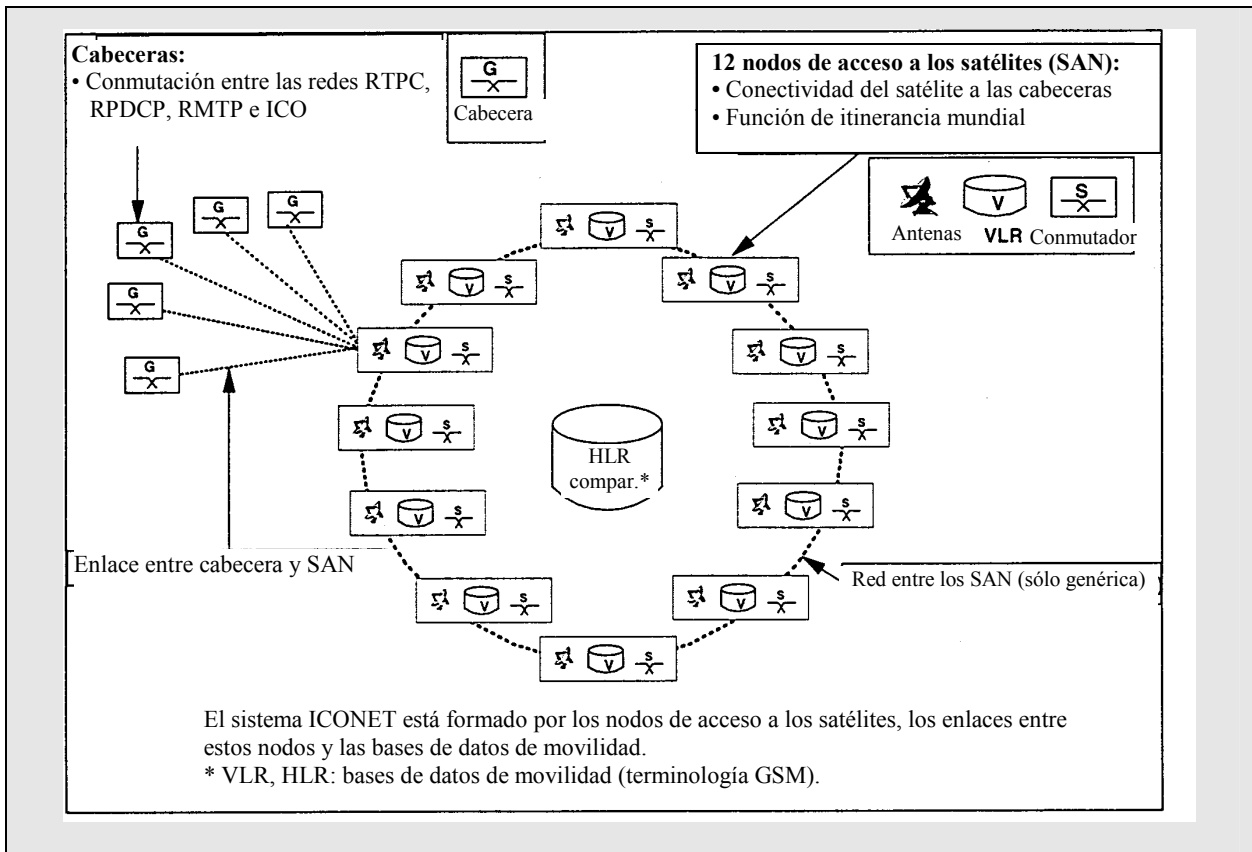 Cabeceras:
• Conmutación entre las redes RTPC,
RPDCP, RMTP e ICO
G
X
Cabecera
12 nodos de acceso a los satélites (SAN):
• Conectividad del satélite a las cabeceras
• Función de itinerancia mundial
V
S
X
Antenas VLR Conmutador
G
X
G
X
G
X
G
X
G
X
V
S
X
V
S
X
V
S
X
V
S
X
V
S
X
V
S
X
V
S
X
V
S
X
V
S
X
V
S
X
V
S
X
V
S
X
HLR
compar.*
Enlace entre cabecera y SAN
Red entre los SAN (sólo genérica)
El sistema ICONET está formado por los nodos de acceso a los satélites, los enlaces entre
estos nodos y las bases de datos de movilidad.
* VLR, HLR: bases de datos de movilidad (terminología GSM).